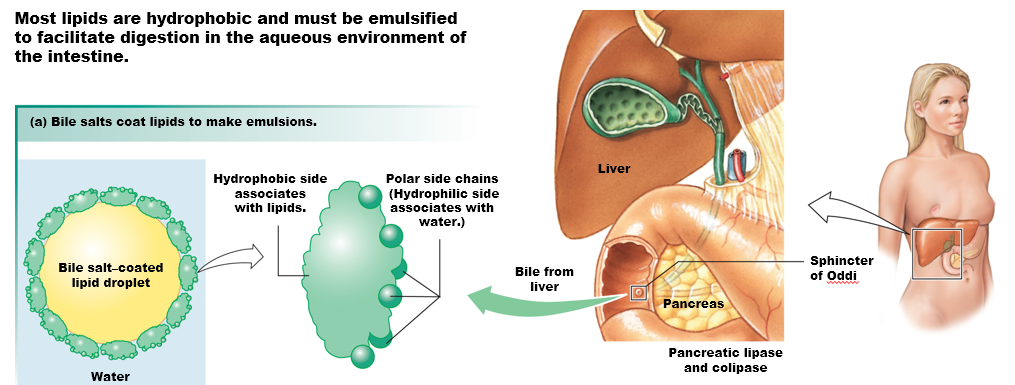 Most lipids are hydrophobic and must be emulsified
to facilitate digestion in the aqueous environment of
the intestine.
(a) Bile salts coat lipids to make emulsions.
Bile salt–coated
lipid droplet
Water
Hydrophobic side
associates
with lipids.
Polar side chains
(Hydrophilic side
associates with
water.)
Bile from
liver
Liver
Pancreas
Sphincter
of Oddi
Pancreatic lipase
and colipase